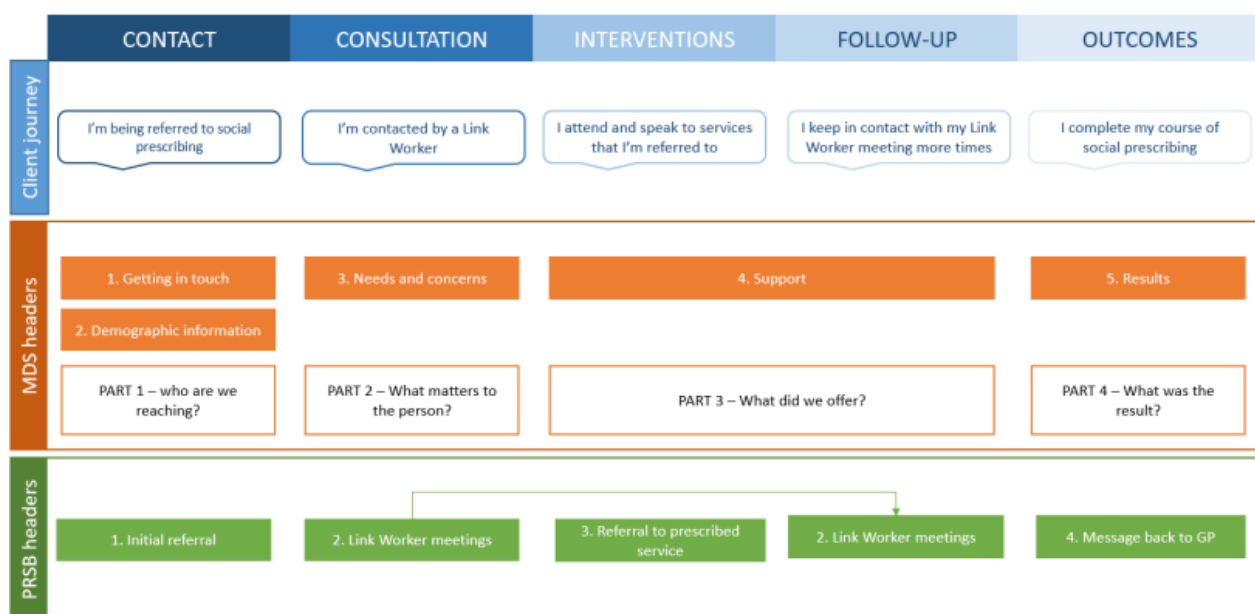 CONTACT
CONSULTATION
INTERVENTIONS
FOLLOW-UP
OUTCOMES
Client journey
I'm being referred to social
prescribing
I'm contacted by a Link
Worker
I attend and speak to services
that I'm referred to
I keep in contact with my Link
Worker meeting more times
I complete my course of
social prescribing
MDS headers
1. Getting in touch
3. Needs and concerns
4. Support
5. Results
2. Demographic information
PART 1 – who are we
reaching?
PART 2 – What matters to
the person?
PART 3 – What did we offer?
PART 4 – What was the
result?
PRSB headers
1. Initial referral
2. Link Worker meetings
3. Referral to prescribed
service
2. Link Worker meetings
4. Message back to GP